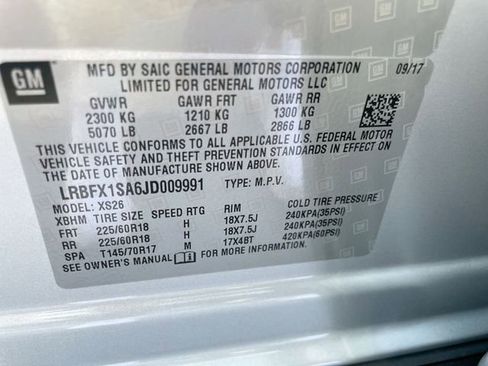 GM
MFD BY SAIC GENERAL MOTORS CORPORATION 09/17
LIMITED FOR GENERAL MOTORS LLC
GVWR GAWR FRT GAWR RR
2300 KG 1210 KG 1300 KG
5070 LB 2667 LB 2866 LB
THIS VEHICLE CONFORMS TO ALL APPLICABLE U.S. FEDERAL MOTOR
VEHICLE SAFETY AND THEFT PREVENTION STANDARDS IN EFFECT ON
THE DATE OF MANUFACTURE SHOWN ABOVE.
LRBFX1SA6JD009991 TYPE: M.P.V.
MODEL: XS26
XBHM TIRE SIZE SPEED RTG RIM COLD TIRE PRESSURE
FRT 225/60R18 H 18X7.5J 240KPA(35PSI)
RR 225/60R18 H 18X7.5J 240KPA(35PSI)
SPA T145/70R17 M 17X4BT 420KPA(60PSI)
SEE OWNER'S MANUAL FOR MORE INFORMATION.